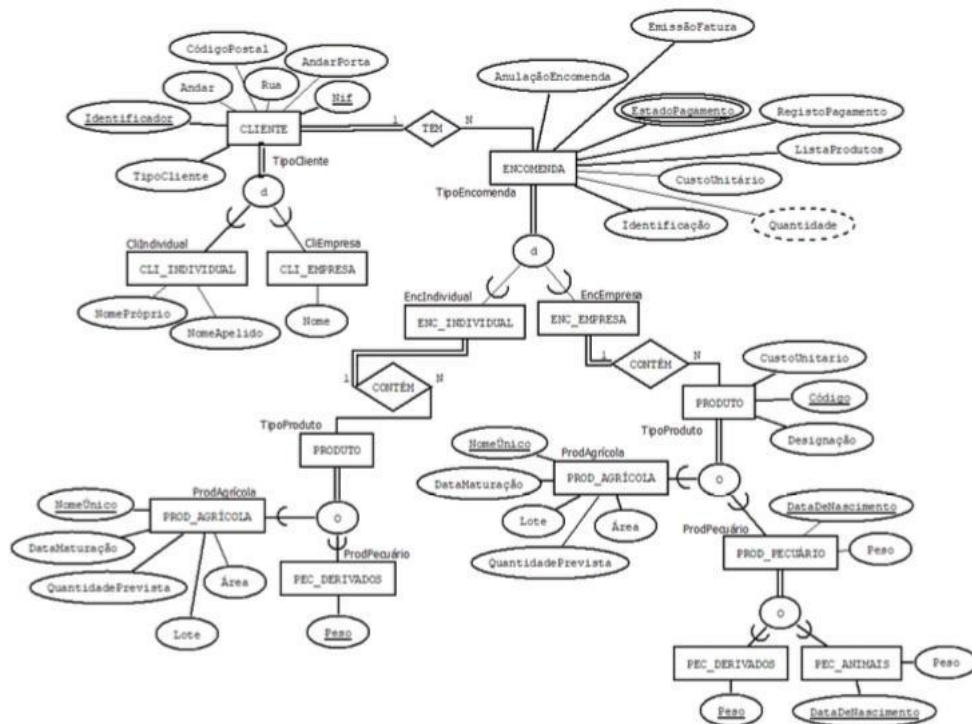 EmissãoFatura
CódigoPostal
AndarPorta
Andar
Rua
Nif
AnulaçãoEncomenda
Identificador
EstadoPagamento
RegistoPagamento
CLIENTE
1
TEM
N
ListaProdutos
TipoCliente
TipoCliente
ENCOMENDA
TipoEncomenda
CustoUnitário
d
Identificação
Quantidade
CliIndividual
CliEmpresa
CLI_INDIVIDUAL
CLI_EMPRESA
d
NomePróprio
NomeApelido
Nome
EncIndividual
EncEmpresa
ENC_INDIVIDUAL
ENC_EMPRESA
1
CONTÉM
N
CustoUnitario
1
CONTÉM
N
PRODUTO
Código
TipoProduto
TipoProduto
Designação
PRODUTO
NomeÚnico
ProdAgrícola
PROD_AGRÍCOLA
O
DataMaturação
Lote
Área
QuantidadePrevista
ProdPecuário
DataDeNascimento
PROD_PECUÁRIO
Peso
NomeÚnico
ProdAgrícola
PROD_AGRÍCOLA
O
DataMaturação
ProdPecuário
QuantidadePrevista
Área
PEC_DERIVADOS
Lote
Peso
O
PEC_DERIVADOS
PEC_ANIMAIS
Peso
Peso
DataDeNascimento